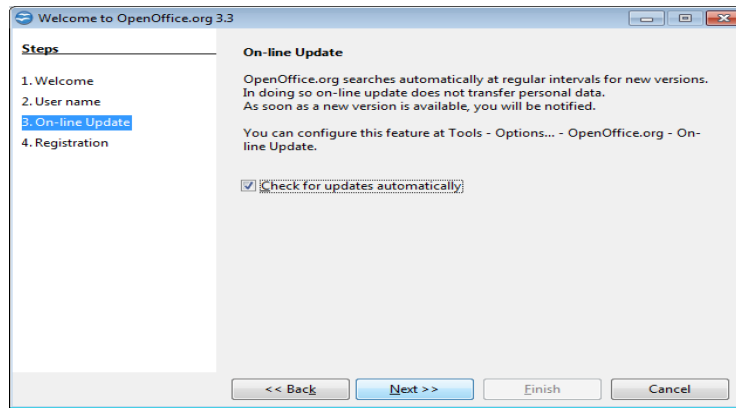 Welcome to OpenOffice.org 3.3
Steps
1. Welcome
2. User name
3. On-line Update
4. Registration
On-line Update
OpenOffice.org searches automatically at regular intervals for new versions.
In doing so on-line update does not transfer personal data.
As soon as a new version is available, you will be notified.
You can configure this feature at Tools - Options... - OpenOffice.org - On-
line Update.
Check for updates automatically
<< Back
Next >>
Finish
Cancel